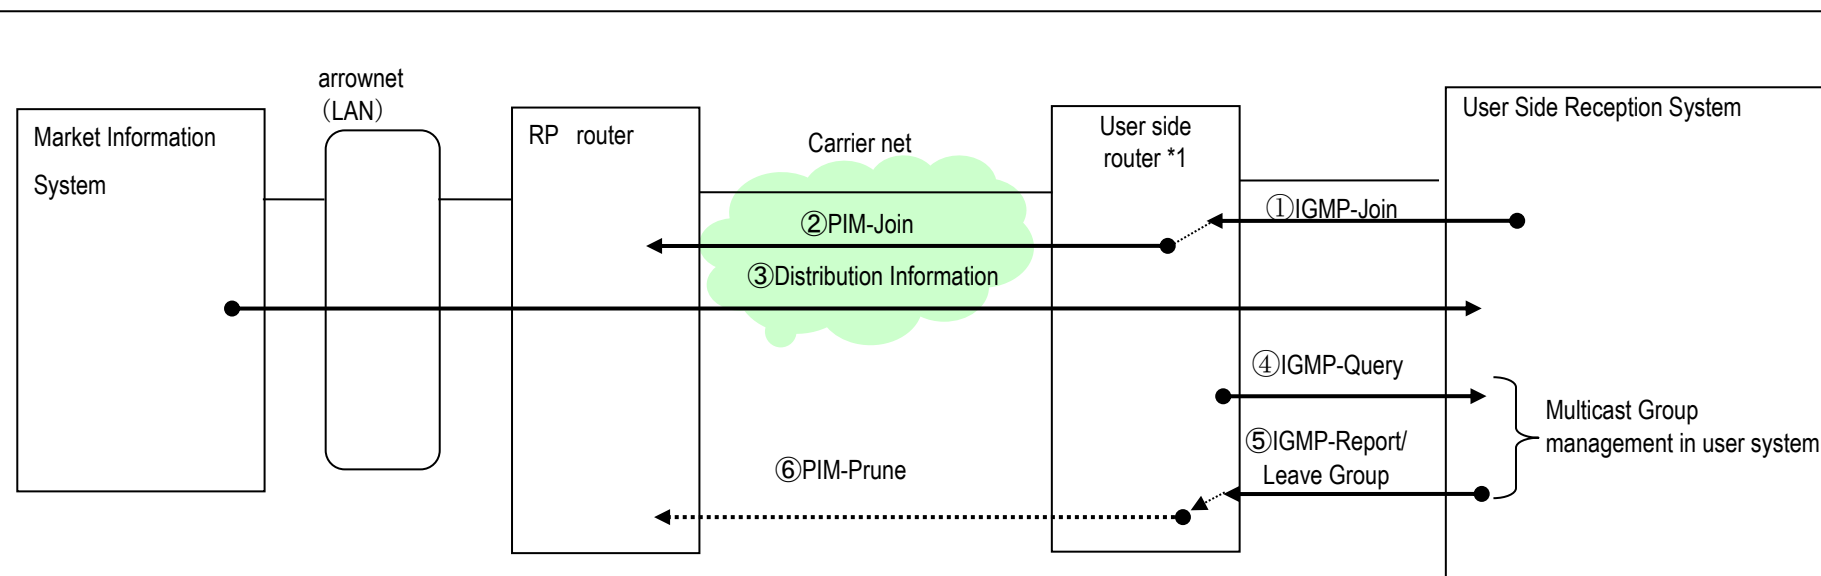 arrownet
（LAN）
Market Information
System
RP router
Carrier net
User side
router *1
User Side Reception System
①IGMP-Join
②PIM-Join
③Distribution Information
④IGMP-Query
⑤IGMP-Report/
Leave Group
⑥PIM-Prune
Multicast Group
management in user system